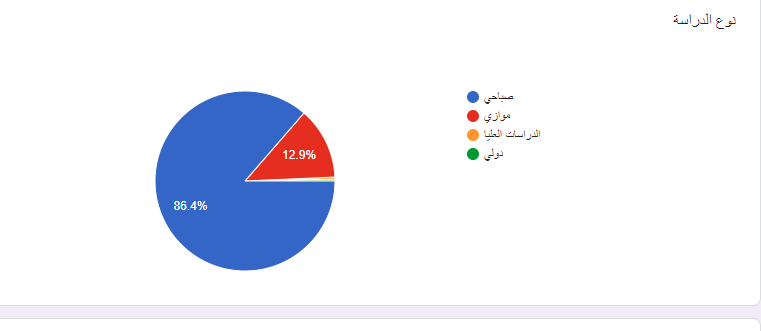 نوع الدراسة
صباحي
موازي
الدراسات العليا
دولي
12.9%
86.4%